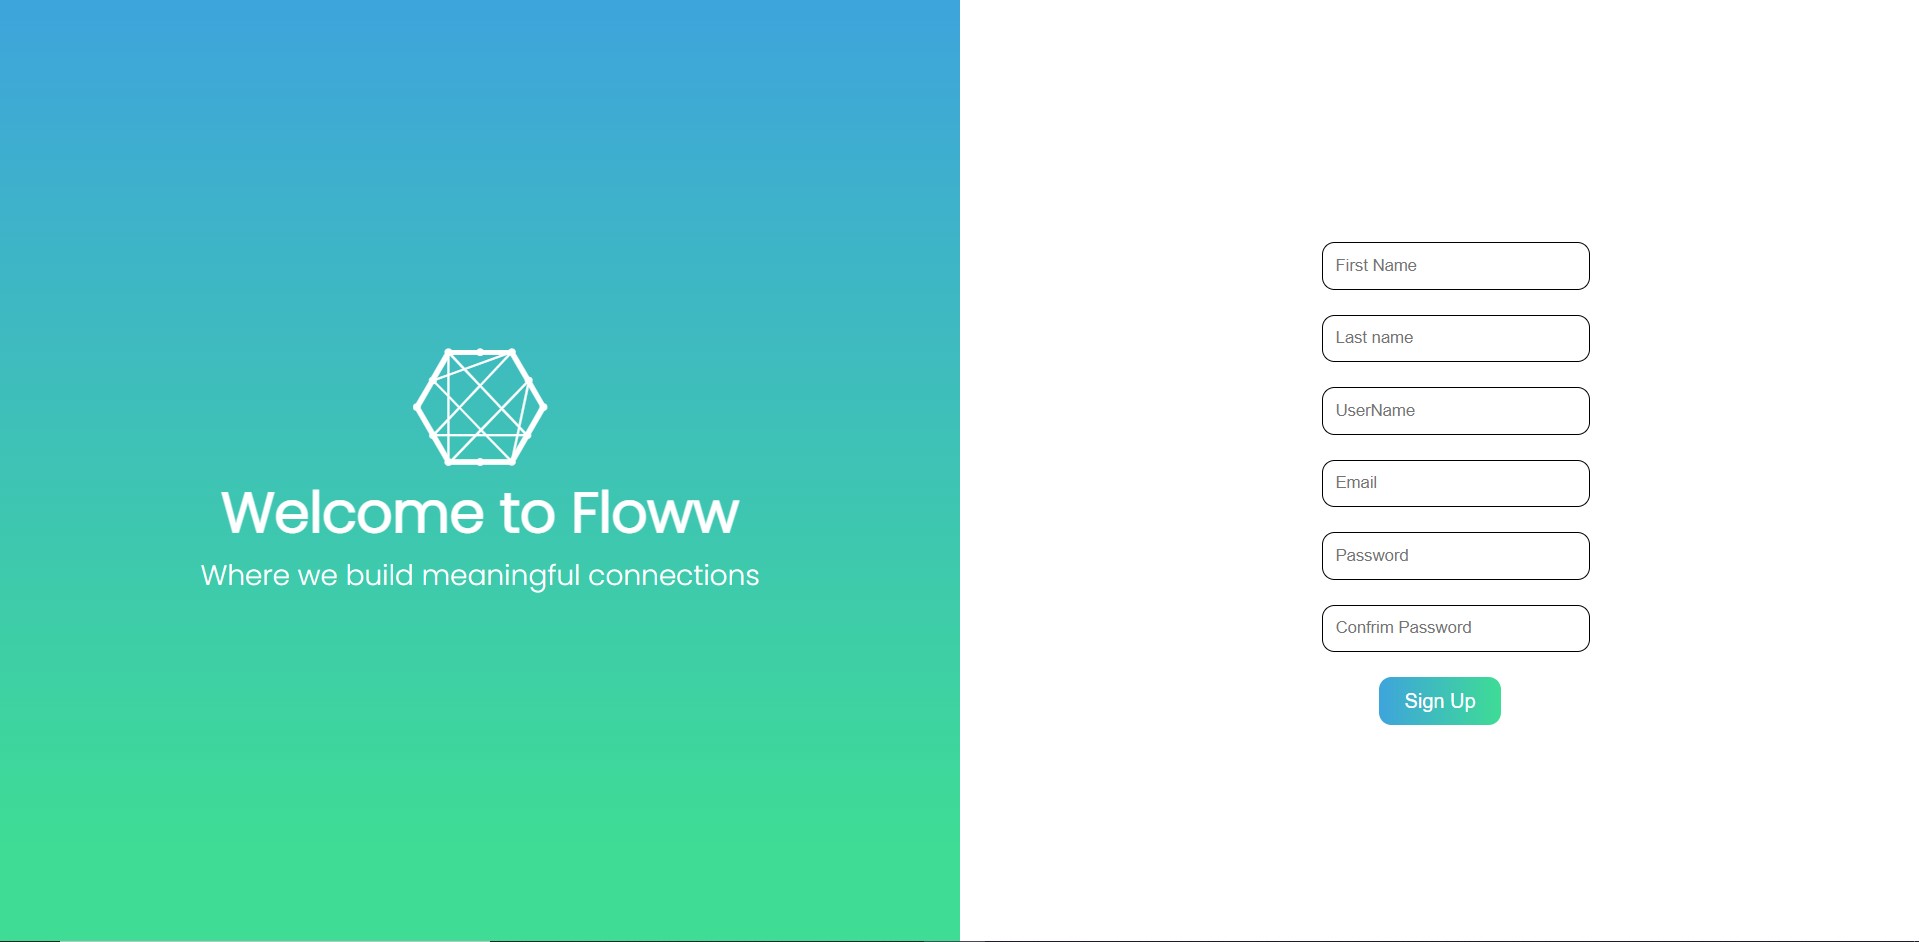 Welcome to Floww
Where we build meaningful connections
First Name
Last name
UserName
Email
Password
Confrim Password
Sign Up